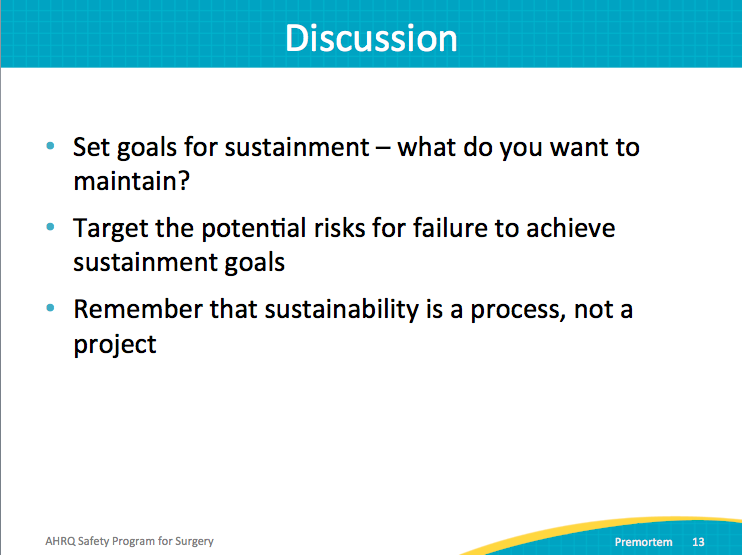 Discussion
• Set goals for sustainment – what do you want to
maintain?
• Target the potential risks for failure to achieve
sustainment goals
• Remember that sustainability is a process, not a
project
AHRQ Safety Program for Surgery
Premortem 13